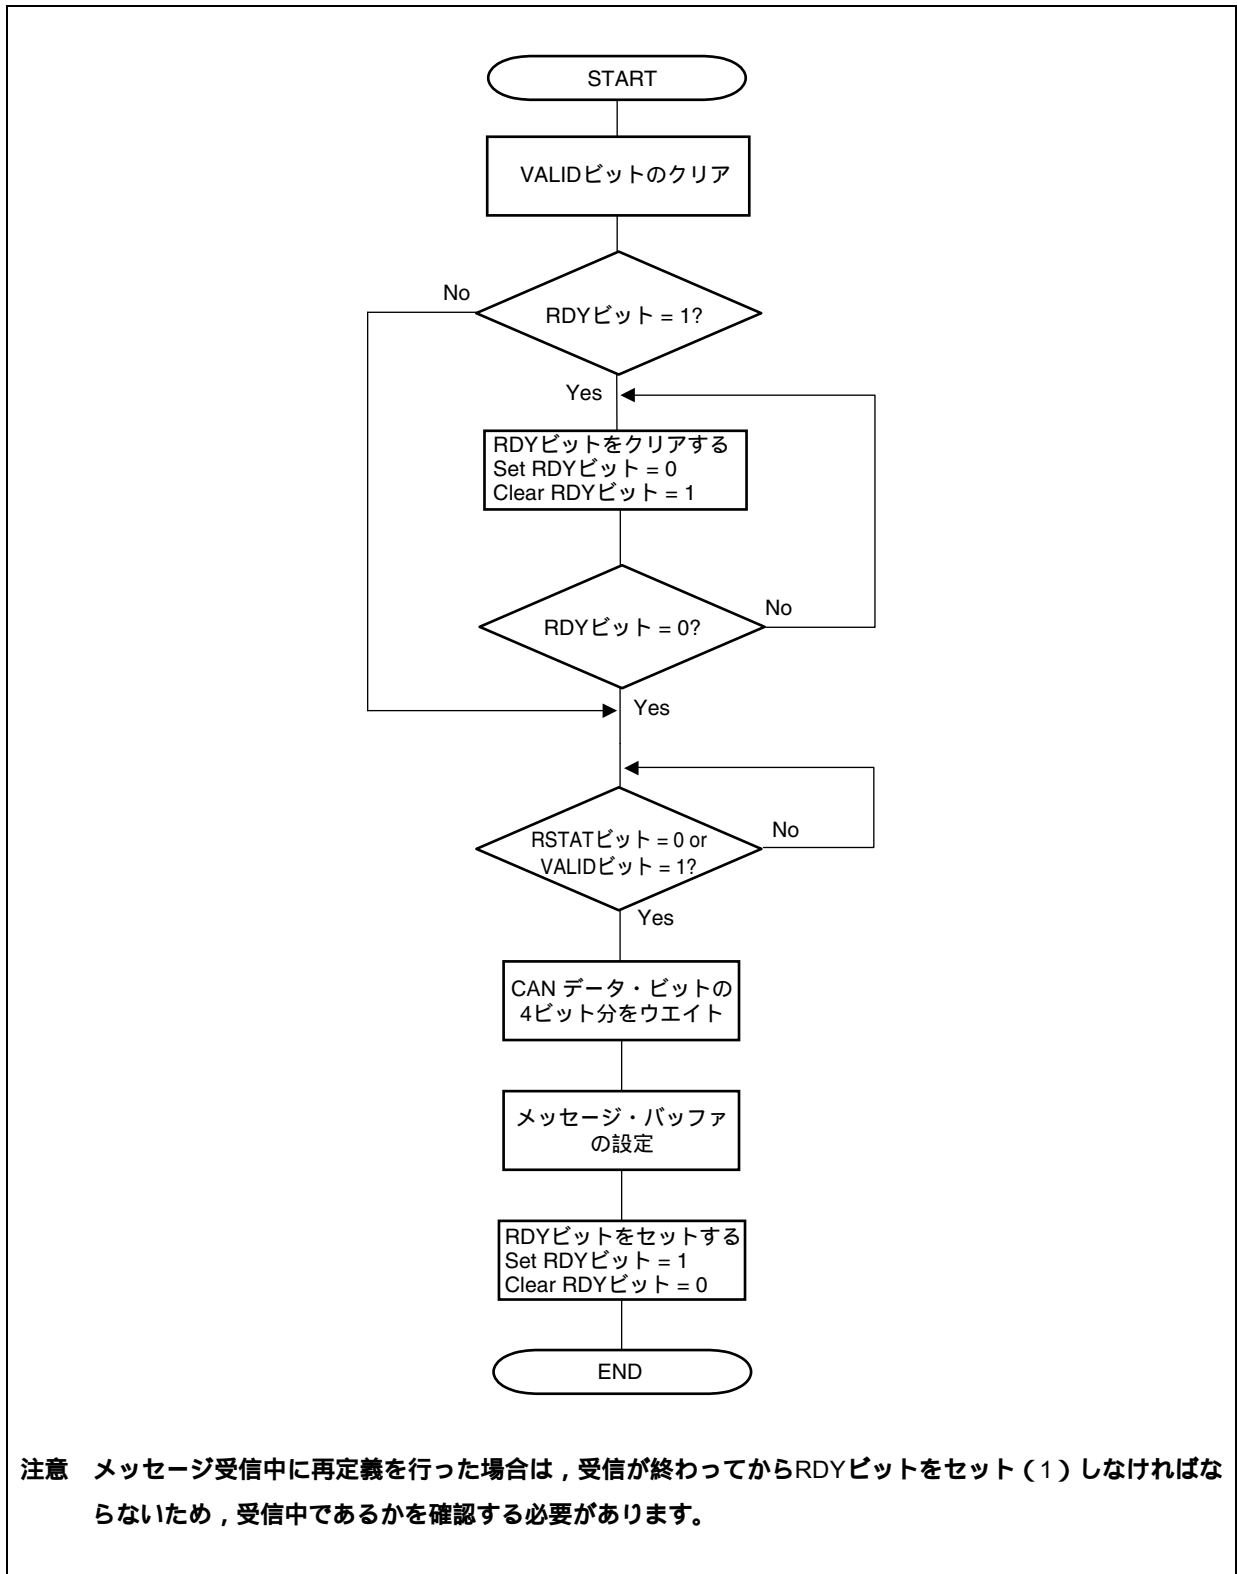 START
VALIDビットのクリア
No
RDYビット = 1?
Yes
RDYビットをクリアする
Set RDYビット = 0
Clear RDYビット = 1
RDYビット = 0?
No
Yes
RSTATビット = 0 or
VALIDビット = 1?
No
Yes
CAN データ・ビットの
4ビット分をウエイト
メッセージ・バッファ
の設定
RDYビットをセットする
Set RDYビット = 1
Clear RDYビット = 0
END
注意 メッセージ受信中に再定義を行った場合は，受信が終わってからRDYビットをセット（1）しなければな
らないため，受信中であるかを確認する必要があります。